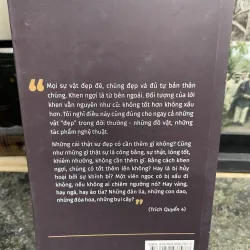 Mọi sự vật đẹp đẽ, chúng đẹp và đủ tự bản thân
chúng. Khen ngợi là từ bên ngoài. Đối tượng của lời
khen vẫn nguyên như cũ: không tốt hơn không xấu
hơn. Tôi nghĩ điều này cũng đúng cho ngay cả những
vật "đẹp" trong đời thường – những đồ vật, những
tác phẩm nghệ thuật.
Những cái thật sự đẹp có cần thêm gì không? Cũng
như những gì thật sự là công bằng, sự thật, lòng tốt,
khiêm nhường, không cần thêm gì. Bằng cách khen
ngợi, chúng có tốt thêm lên không? Hay là bị hủy
hoại bởi sự khinh bỉ? Một viên ngọc có bị xấu đi
không, nếu không ai chiêm ngưỡng nó? Hay vàng,
hay ngà, hay áo tía? Những đàn lia, những con dao,
những đóa hoa, những bụi cây?
(Trích Quyển 4)